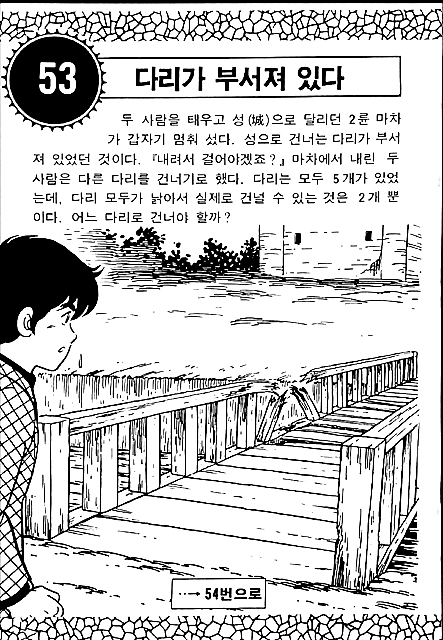 53
다리가 부서져 있다
두 사람을 태우고 성(城)으로 달리던 2륜 마차
가 갑자기 멈춰 섰다. 성으로 건너는 다리가 부서
져 있었던 것이다. 『내려서 걸어야겠죠?』 마차에서 내린 두
사람은 다른 다리를 건너기로 했다. 다리는 모두 5개가 있었
는데, 다리 모두가 낡아서 실제로 건널 수 있는 것은 2개 뿐
이다. 어느 다리로 건너야 할까?
…→ 54번으로